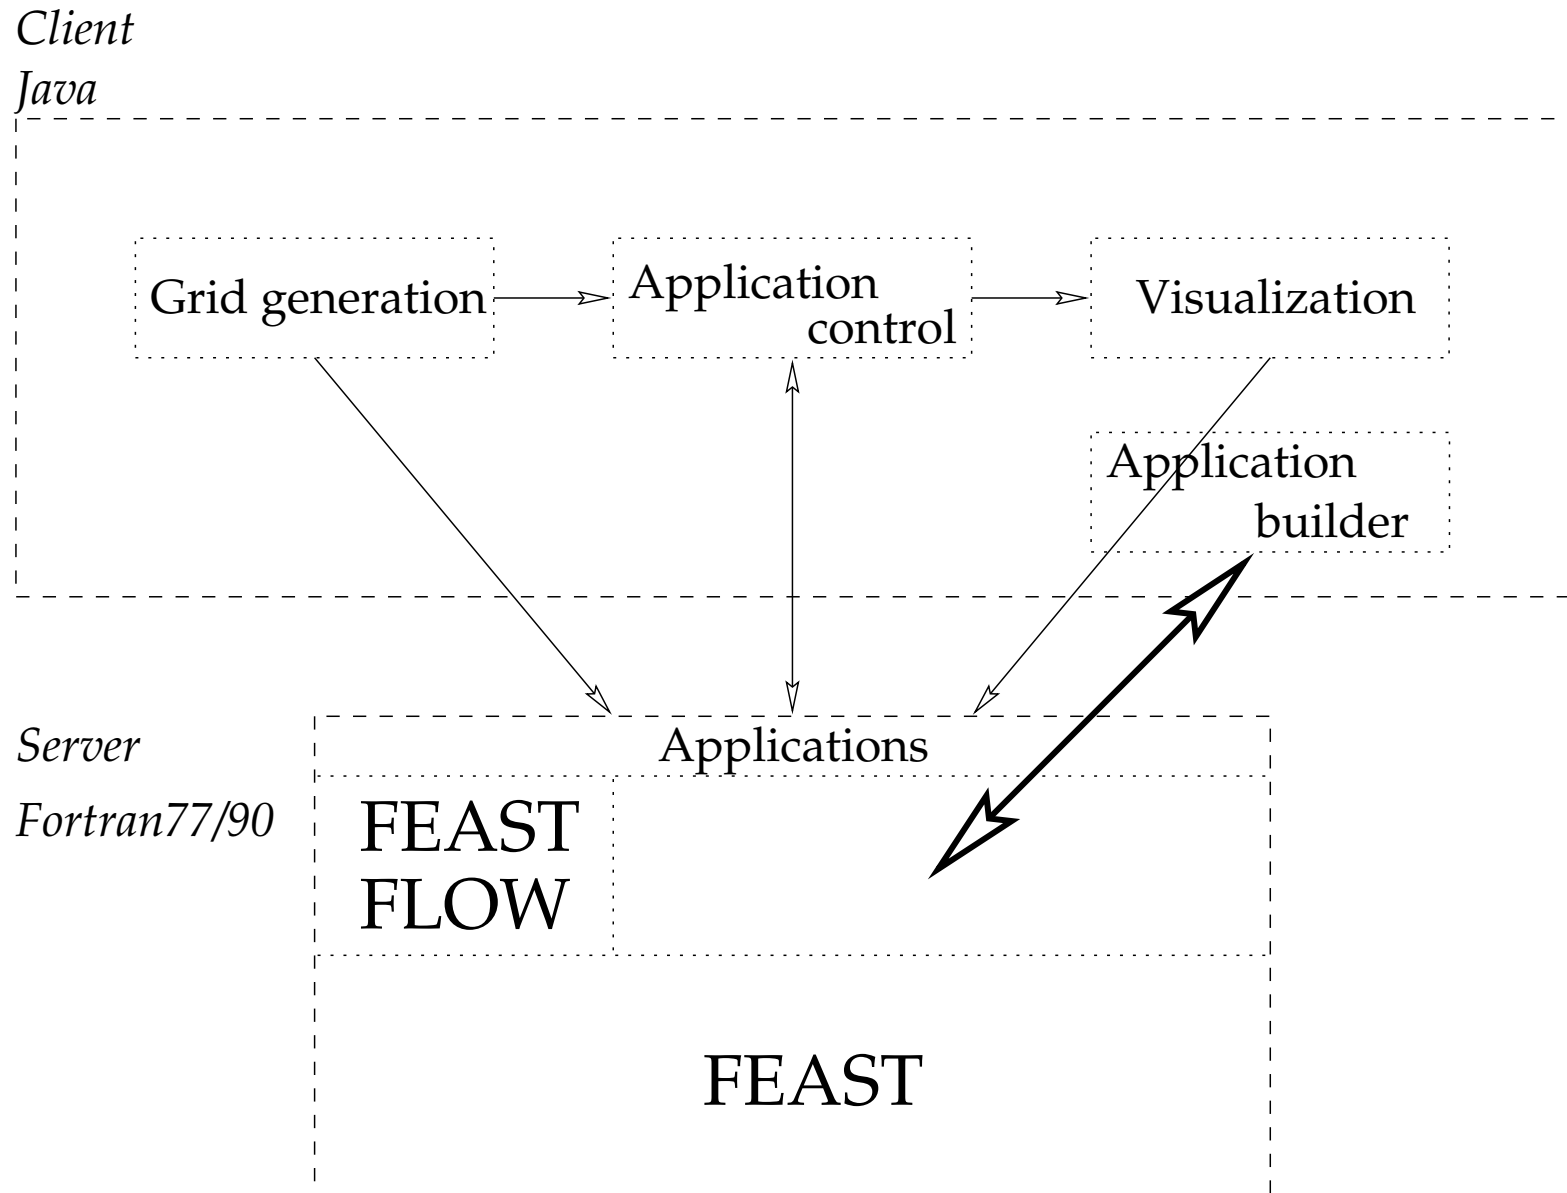 Client
Java
Grid generation
Application
control
Visualization
Application
builder
Server
Applications
Fortran77/90
FEAST
FLOW
FEAST